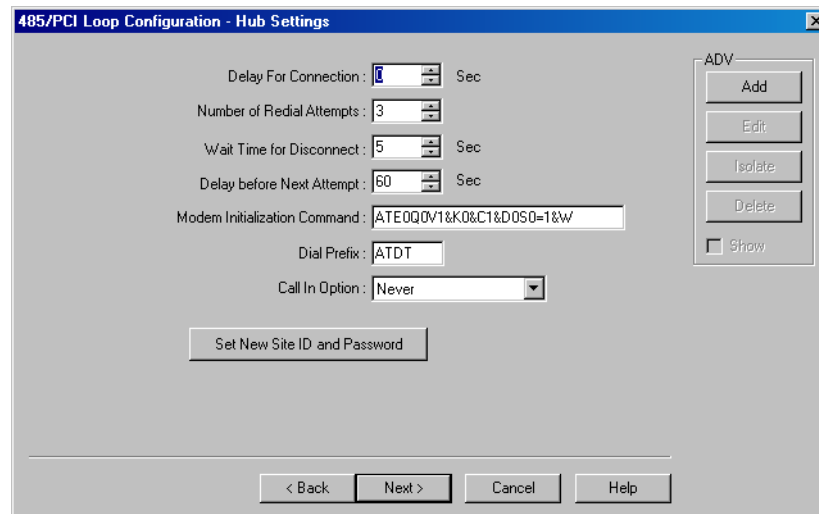 485/PCI Loop Configuration - Hub Settings
Delay For Connection : 0 Sec
Number of Redial Attempts : 3
Wait Time for Disconnect : 5 Sec
Delay before Next Attempt : 60 Sec
Modem Initialization Command : ATE0Q0V1&K0&C1&D0S0=1&W
Dial Prefix : ATDT
Call In Option : Never
Set New Site ID and Password
ADV
Add
Edit
Isolate
Delete
Show
< Back Next > Cancel Help